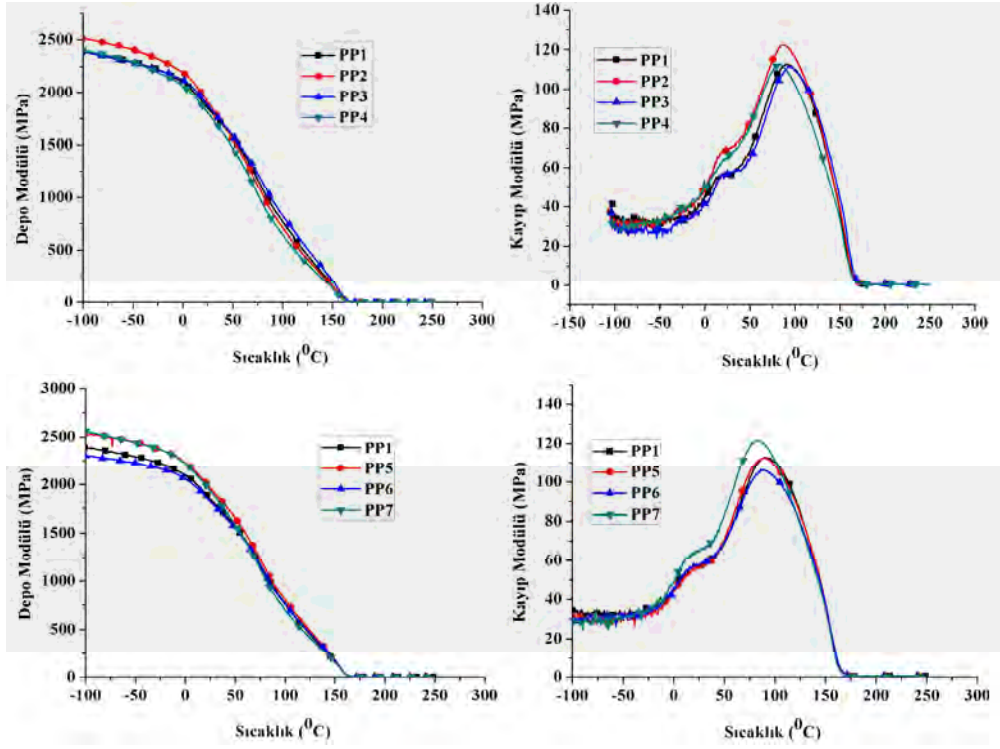 Depo Modülü (MPa)
2500
2000
1500
1000
500
0
PP1
PP2
PP3
PP4
-100 -50 0 50 100 150 200 250 300
Sıcaklık (⁰C)
Kayıp Modülü (MPa)
140
120
100
80
60
40
20
0
PP1
PP2
PP3
PP4
-150 -100 -50 0 50 100 150 200 250 300
Sıcaklık (⁰C)
Depo Modülü (MPa)
3000
2500
2000
1500
1000
500
0
PP1
PP5
PP6
PP7
-100 -50 0 50 100 150 200 250 300
Sıcaklık (⁰C)
Kayıp Modülü (MPa)
140
120
100
80
60
40
20
0
PP1
PP5
PP6
PP7
-100 -50 0 50 100 150 200 250 300
Sıcaklık (⁰C)